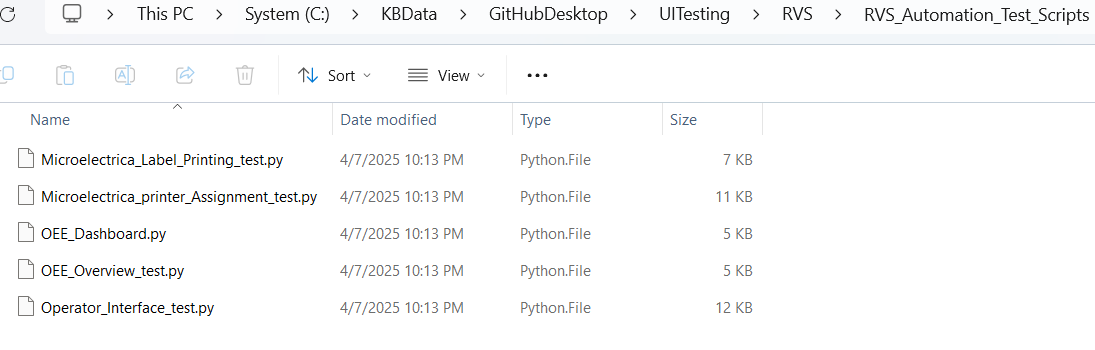 This PC > System (C:) > KBData > GitHubDesktop > UITesting > RVS > RVS_Automation_Test_Scripts
Sort View
Name Date modified Type Size
Microelectrica_Label_Printing_test.py 4/7/2025 10:13 PM Python.File 7 KB
Microelectrica_printer_Assignment_test.py 4/7/2025 10:13 PM Python.File 11 KB
OEE_Dashboard.py 4/7/2025 10:13 PM Python.File 5 KB
OEE_Overview_test.py 4/7/2025 10:13 PM Python.File 5 KB
Operator_Interface_test.py 4/7/2025 10:13 PM Python.File 12 KB